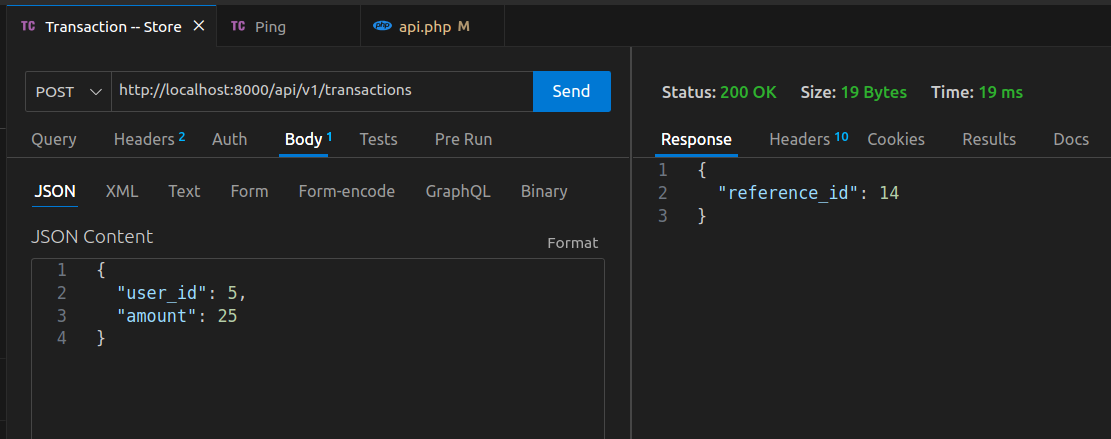 TC Transaction -- Store × TC Ping php api.php M
POST http://localhost:8000/api/v1/transactions Send
Query Headers 2 Auth Body 1 Tests Pre Run
JSON XML Text Form Form-encode GraphQL Binary
JSON Content
Format
1 {
2 "user_id": 5,
3 "amount": 25
4 }
Status: 200 OK Size: 19 Bytes Time: 19 ms
Response Headers 10 Cookies Results Docs
1 {
2 "reference_id": 14
3 }